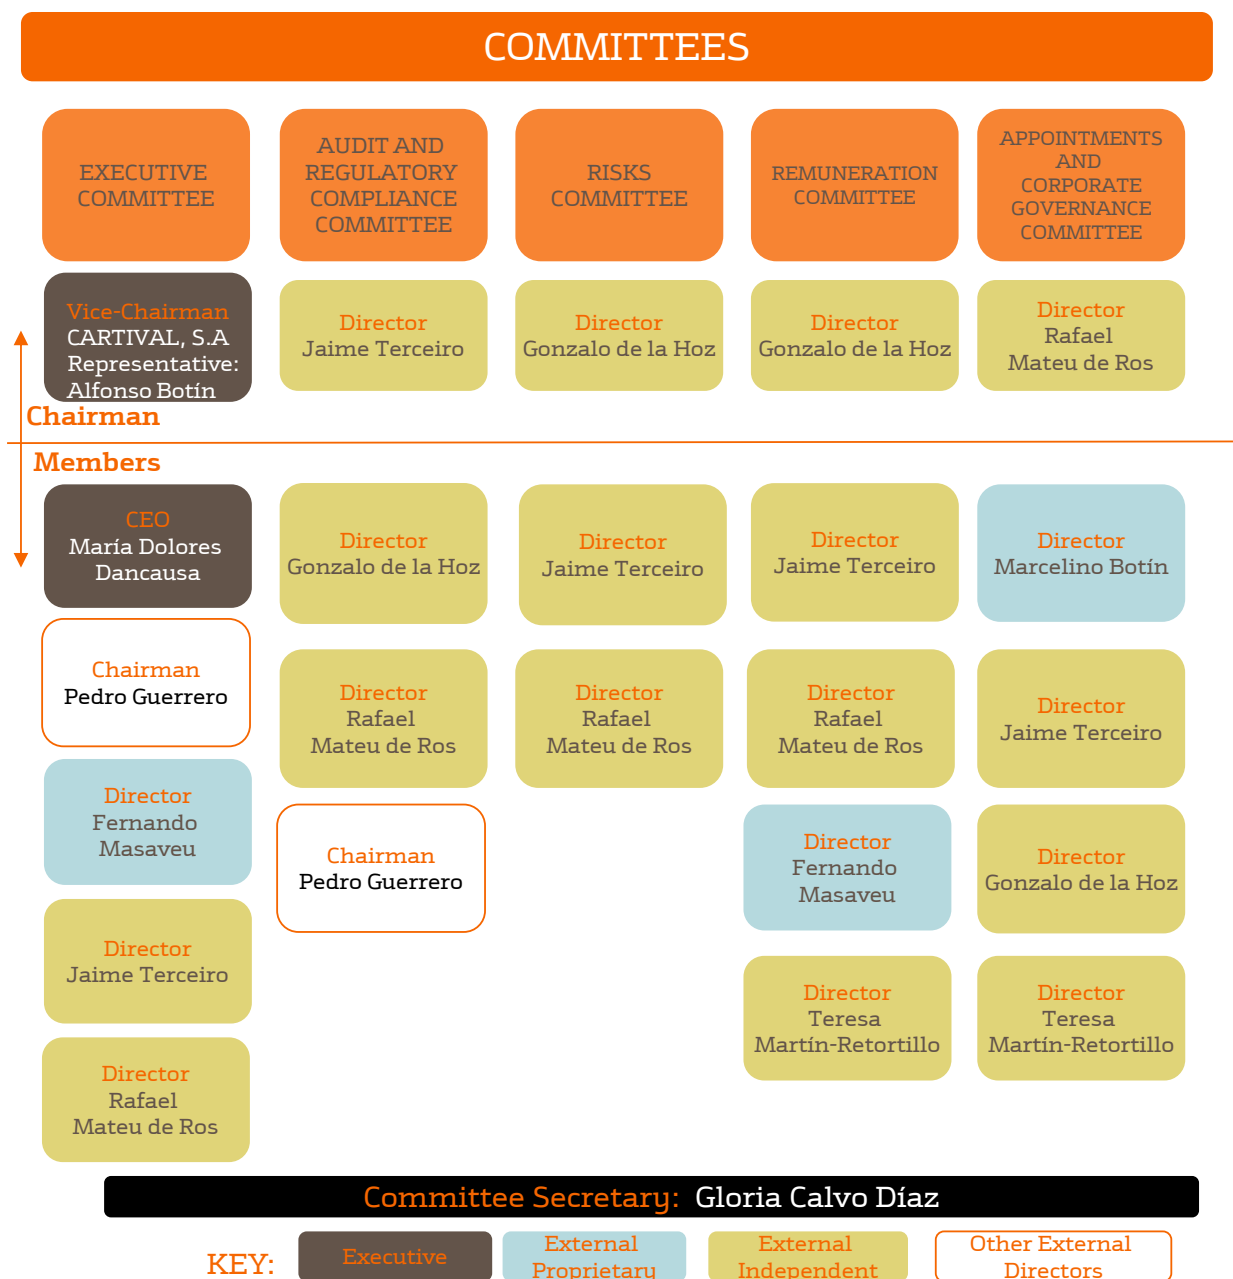 COMMITTEES
EXECUTIVE
COMMITTEE
AUDIT AND
REGULATORY
COMPLIANCE
COMMITTEE
RISKS
COMMITTEE
REMUNERATION
COMMITTEE
APPOINTMENTS
AND
CORPORATE
GOVERNANCE
COMMITTEE
Vice-Chairman
CARTIVAL, S.A
Representative:
Alfonso Botín
Director
Jaime Terceiro
Director
Gonzalo de la Hoz
Director
Gonzalo de la Hoz
Director
Rafael
Mateu de Ros
Chairman
Members
CEO
María Dolores
Dancausa
Director
Gonzalo de la Hoz
Director
Jaime Terceiro
Director
Jaime Terceiro
Director
Marcelino Botín
Chairman
Pedro Guerrero
Director
Rafael
Mateu de Ros
Director
Rafael
Mateu de Ros
Director
Rafael
Mateu de Ros
Director
Jaime Terceiro
Director
Fernando
Masaveu
Chairman
Pedro Guerrero
Director
Fernando
Masaveu
Director
Gonzalo de la Hoz
Director
Jaime Terceiro
Director
Teresa
Martín-Retortillo
Director
Teresa
Martín-Retortillo
Director
Rafael
Mateu de Ros
Committee Secretary: Gloria Calvo Díaz
KEY:
Executive
External
Proprietary
External
Independent
Other External
Directors